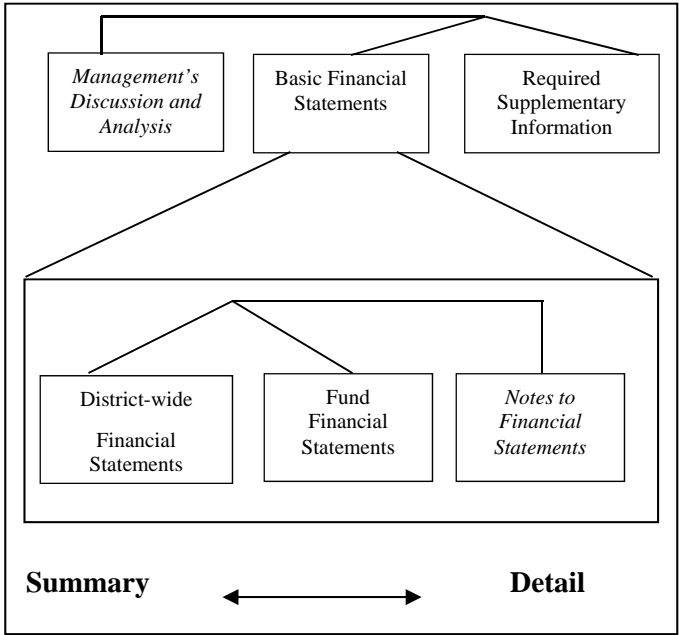 Management's
Discussion and
Analysis
Basic Financial
Statements
Required
Supplementary
Information
District-wide
Financial
Statements
Fund
Financial
Statements
Notes to
Financial
Statements
Summary
Detail